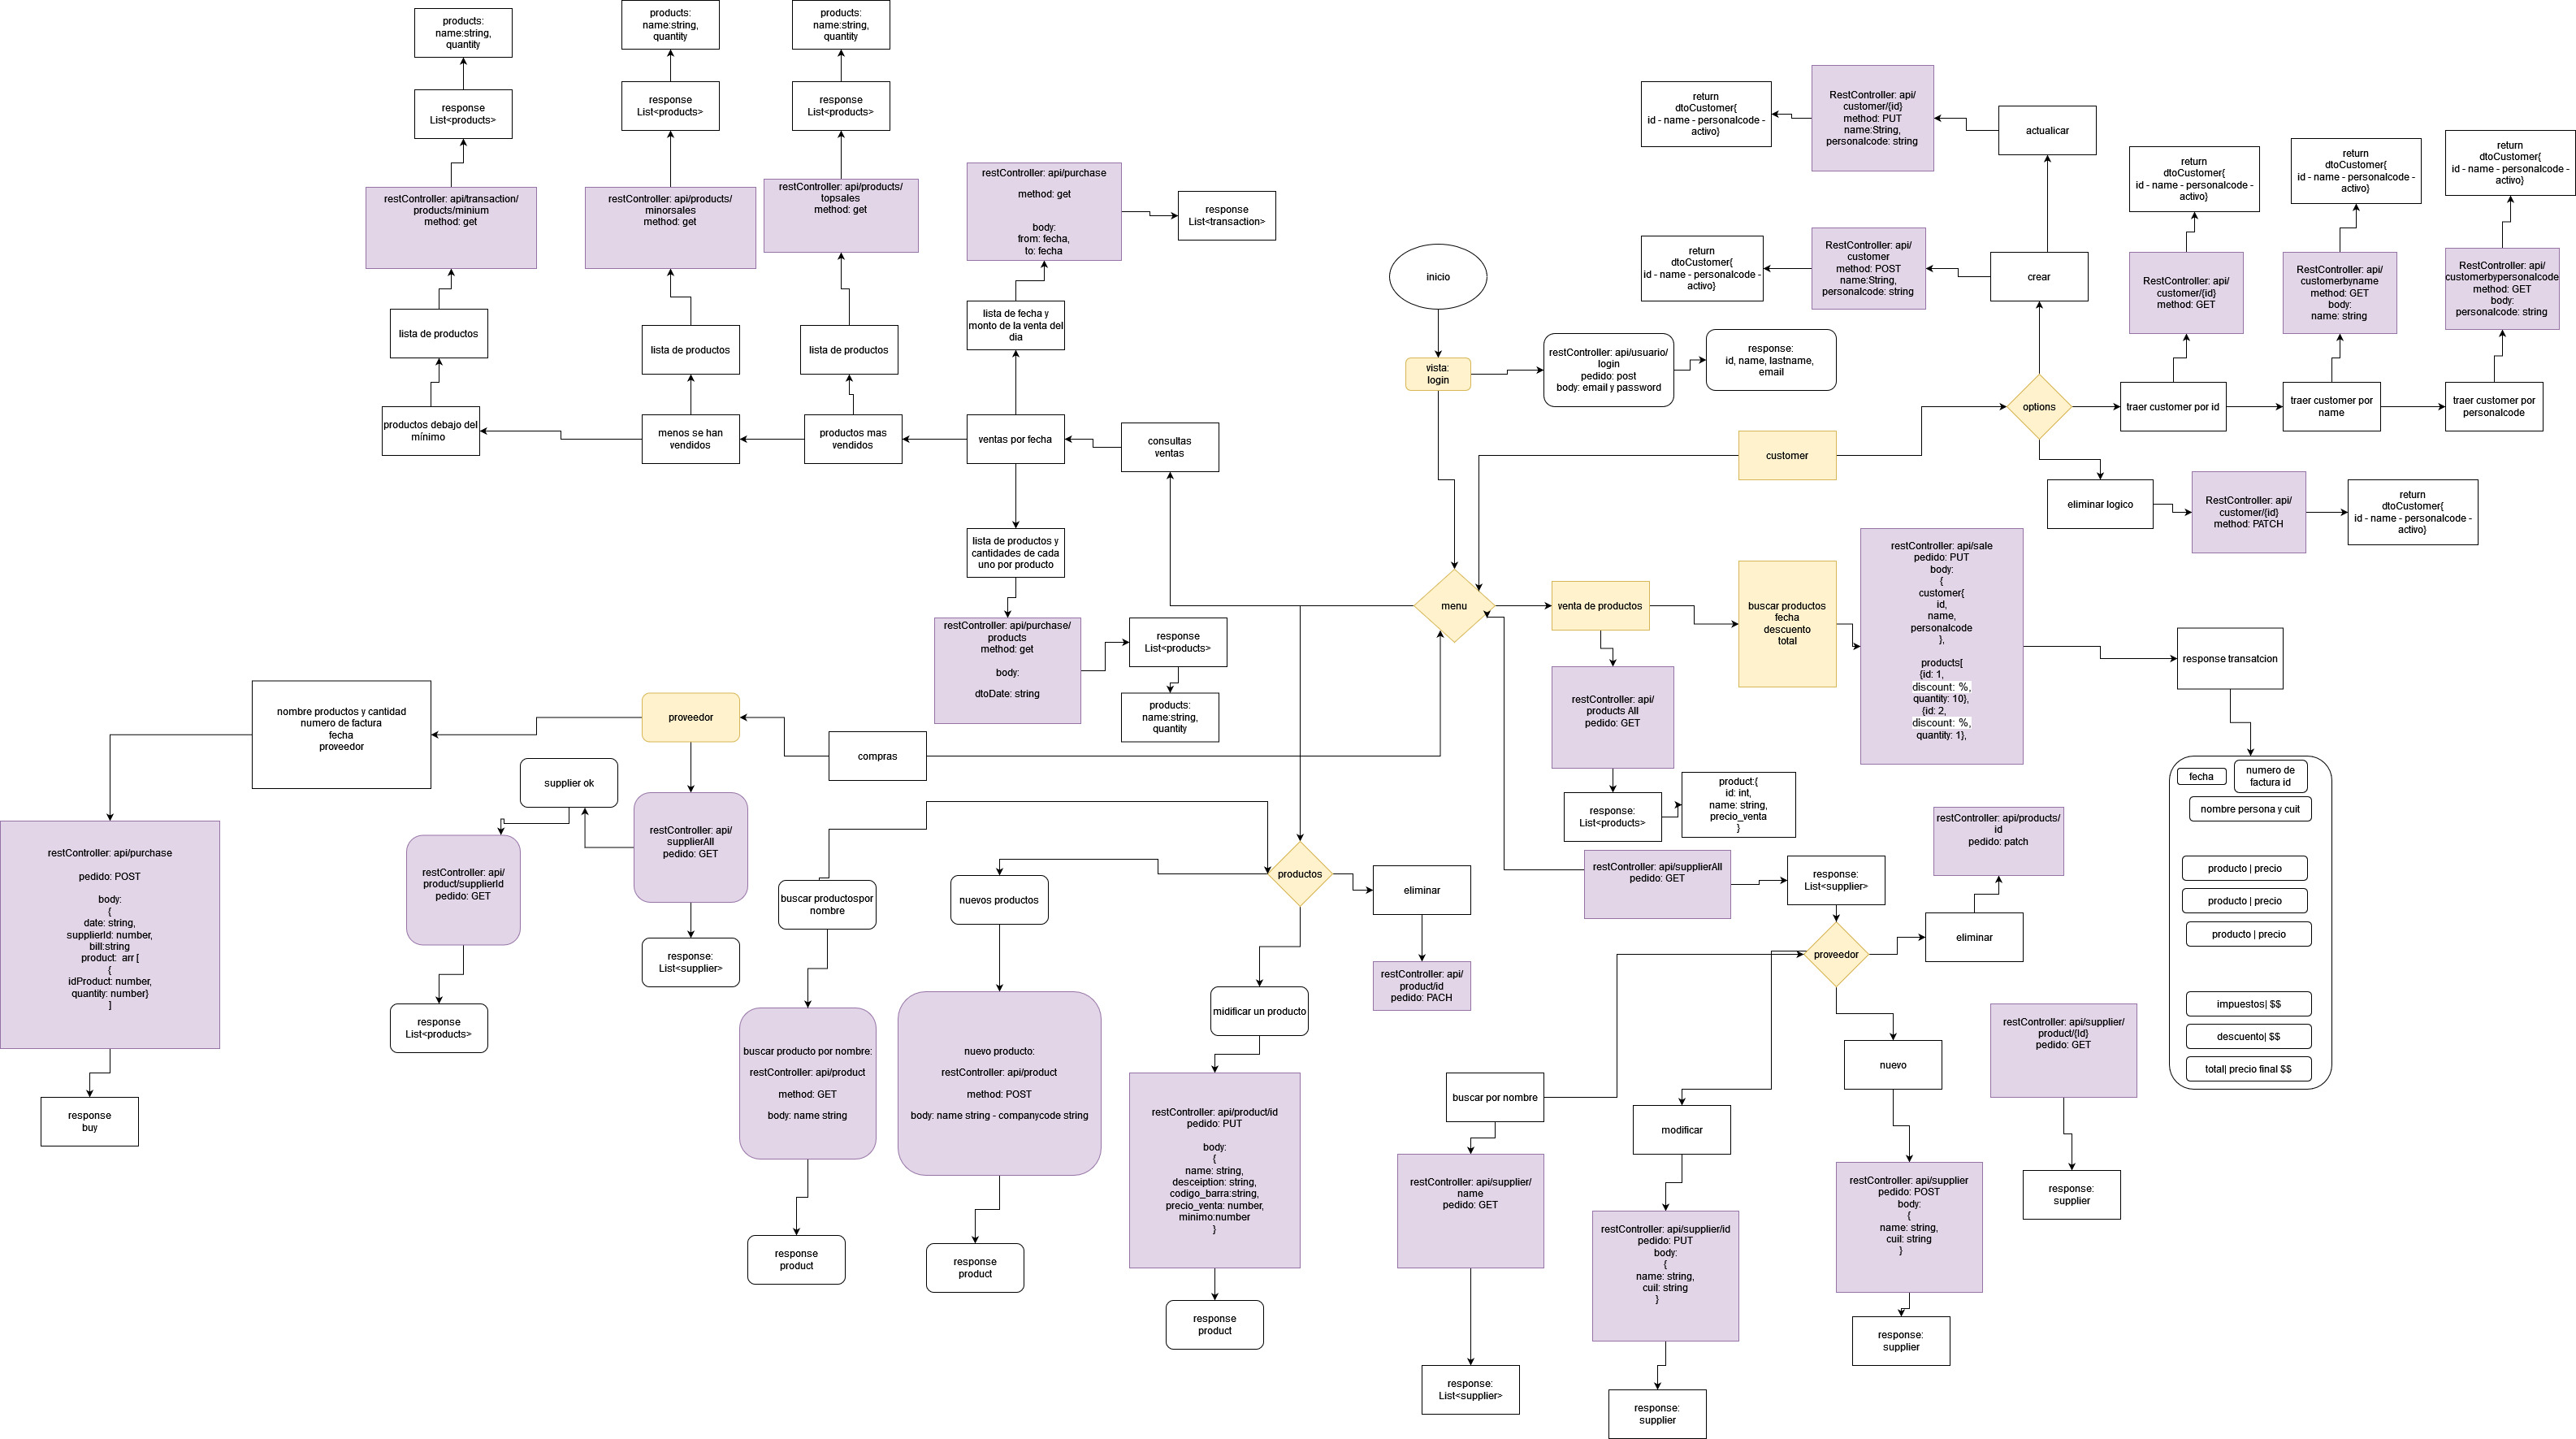 products:
name:string,
quantity
response
List<products>
restController: api/transaction/
products/minium
method: get
lista de productos
productos debajo del
mínimo
products:
name:string,
quantity
response
List<products>
restController: api/products/
minorsales
method: get
lista de productos
menos se han
vendidos
products:
name:string,
quantity
response
List<products>
restController: api/products/
topsales
method: get
lista de productos
productos mas
vendidos
restController: api/purchase
method: get
body:
from: fecha,
to: fecha
response
List<transaction>
lista de fecha y
monto de la venta del
dia
ventas por fecha
consultas
ventas
lista de productos y
cantidades de cada
uno por producto
restController: api/purchase/
products
method: get
body:
dtoDate: string
response
List<products>
products:
name:string,
quantity
inicio
vista:
login
restController: api/usuario/
login
pedido: post
body: email y password
response:
id, name, lastname,
email
return
dtoCustomer{
id - name - personalcode -
activo}
RestController: api/
customer/{id}
method: PUT
name:String,
personalcode: string
actualizar
return
dtoCustomer{
id - name - personalcode -
activo}
RestController: api/
customer
method: POST
name:String,
personalcode: string
crear
return
dtoCustomer{
id - name - personalcode -
activo}
RestController: api/
customer/{id}
method: GET
traer customer por id
return
dtoCustomer{
id - name - personalcode -
activo}
RestController: api/
customerbyname
method: GET
body:
name: string
traer customer por
name
return
dtoCustomer{
id - name - personalcode -
activo}
RestController: api/
customerbypersonalcode
method: GET
body:
personalcode: string
traer customer por
personalcode
options
customer
eliminar logico
RestController: api/
customer/{id}
method: PATCH
return
dtoCustomer{
id - name - personalcode -
activo}
menu
venta de productos
buscar productos
fecha
descuento
total
restController: api/sale
pedido: PUT
body:
{
customer{
id,
name,
personalcode
},
products[
{id: 1,
discount: %,
quantity: 10},
{id: 2,
discount: %,
quantity: 1},
response transatcion
fecha
numero de
factura id
nombre persona y cuit
producto | precio
producto | precio
producto | precio
impuestos| $$
descuento| $$
total| precio final $$
restController: api/
products All
pedido: GET
response:
List<products>
product:{
id: int,
name: string,
precio_venta
}
nombre productos y cantidad
numero de factura
fecha
proveedor
proveedor
compras
supplier ok
restController: api/
supplierAll
pedido: GET
response:
List<supplier>
restController: api/
product/supplierId
pedido: GET
response
List<products>
restController: api/purchase
pedido: POST
body:
{
date: string,
supplierId: number,
bill:string
product:  arr [
{
idProduct: number,
quantity: number}
]
response
buy
buscar productospor
nombre
buscar producto por nombre:
restController: api/product
method: GET
body: name string
response
product
nuevos productos
nuevo producto:
restController: api/product
method: POST
body: name string - companycode string
response
product
productos
eliminar
restController: api/
product/id
pedido: PACH
midificar un producto
restController: api/product/id
pedido: PUT
body:
{
name: string,
desceiption: string,
codigo_barra:string,
precio_venta: number,
minimo:number
}
response
product
restController: api/supplierAll
pedido: GET
response:
List<supplier>
proveedor
eliminar
restController: api/products/
id
pedido: patch
buscar por nombre
restController: api/supplier/
name
pedido: GET
response:
List<supplier>
modificar
restController: api/supplier/id
pedido: PUT
body:
{
name: string,
cuil: string
}
response:
supplier
nuevo
restController: api/supplier
pedido: POST
body:
{
name: string,
cuil: string
}
response:
supplier
restController: api/supplier/
product/{Id}
pedido: GET
response:
supplier